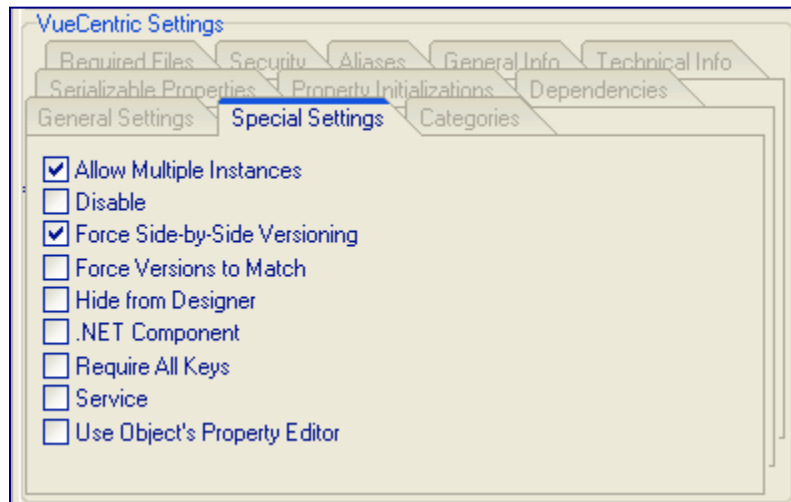 VueCentric Settings
Required Files Security Aliases General Info Technical Info
Serializable Properties Property Initializations Dependencies
General Settings Special Settings Categories
Allow Multiple Instances
Disable
Force Side-by-Side Versioning
Force Versions to Match
Hide from Designer
.NET Component
Require All Keys
Service
Use Object's Property Editor